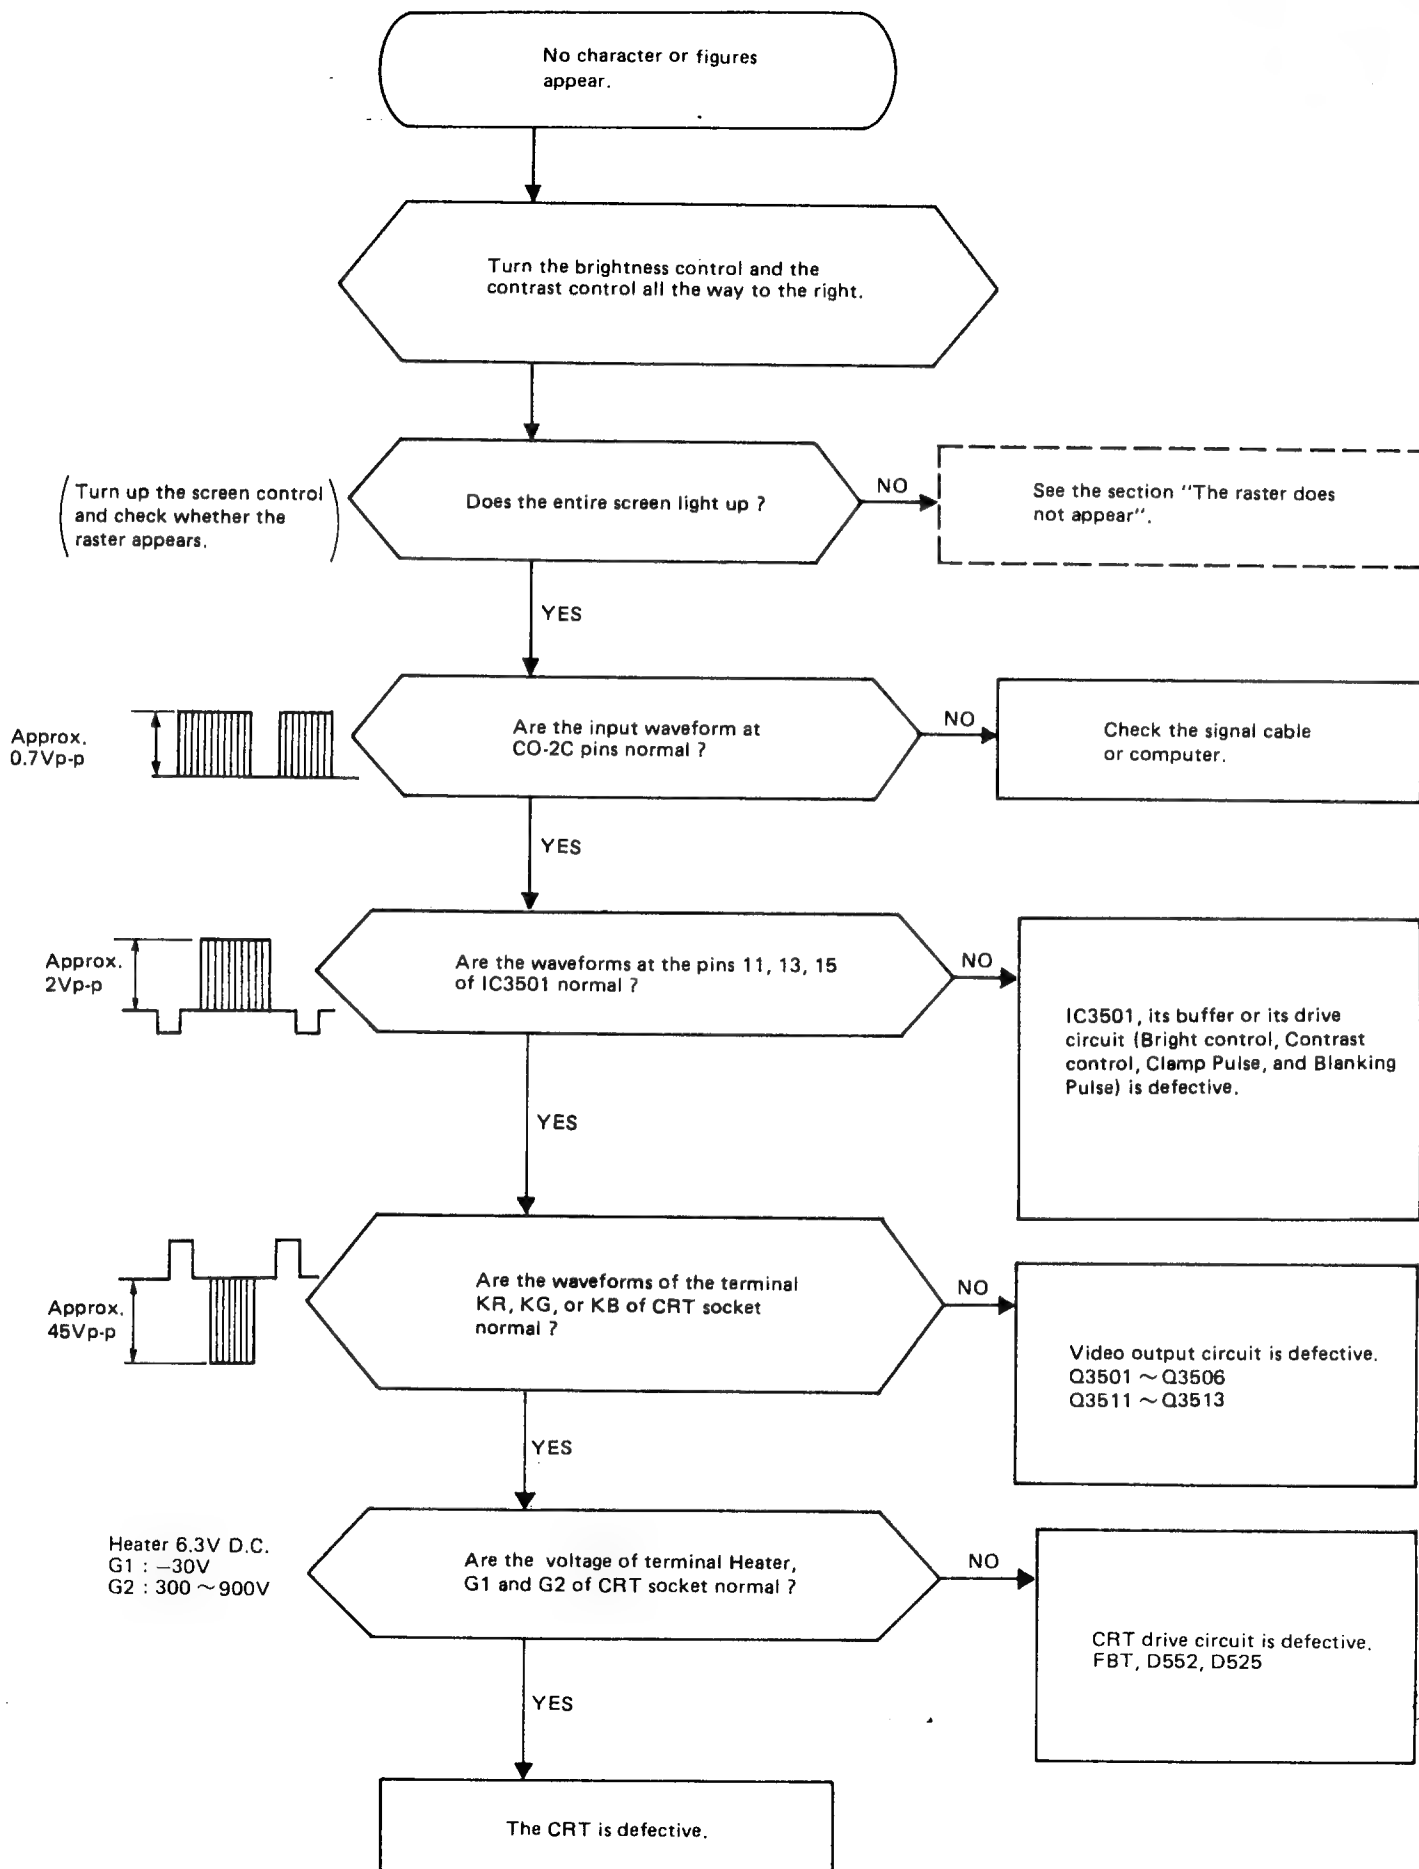 No character or figures
appear.
Turn the brightness control and the
contrast control all the way to the right.
(Turn up the screen control
and check whether the
raster appears.)
Does the entire screen light up ?
NO
See the section "The raster does
not appear".
YES
Approx.
0.7Vp-p
Are the input waveform at
CO-2C pins normal ?
NO
Check the signal cable
or computer.
YES
Approx.
2Vp-p
Are the waveforms at the pins 11, 13, 15
of IC3501 normal ?
NO
IC3501, its buffer or its drive
circuit (Bright control, Contrast
control, Clamp Pulse, and Blanking
Pulse) is defective.
YES
Approx.
45Vp-p
Are the waveforms of the terminal
KR, KG, or KB of CRT socket
normal ?
NO
Video output circuit is defective.
Q3501 ~ Q3506
Q3511 ~ Q3513
YES
Heater 6.3V D.C.
G1 : −30V
G2 : 300 ~ 900V
Are the voltage of terminal Heater,
G1 and G2 of CRT socket normal ?
NO
CRT drive circuit is defective.
FBT, D552, D525
YES
The CRT is defective.